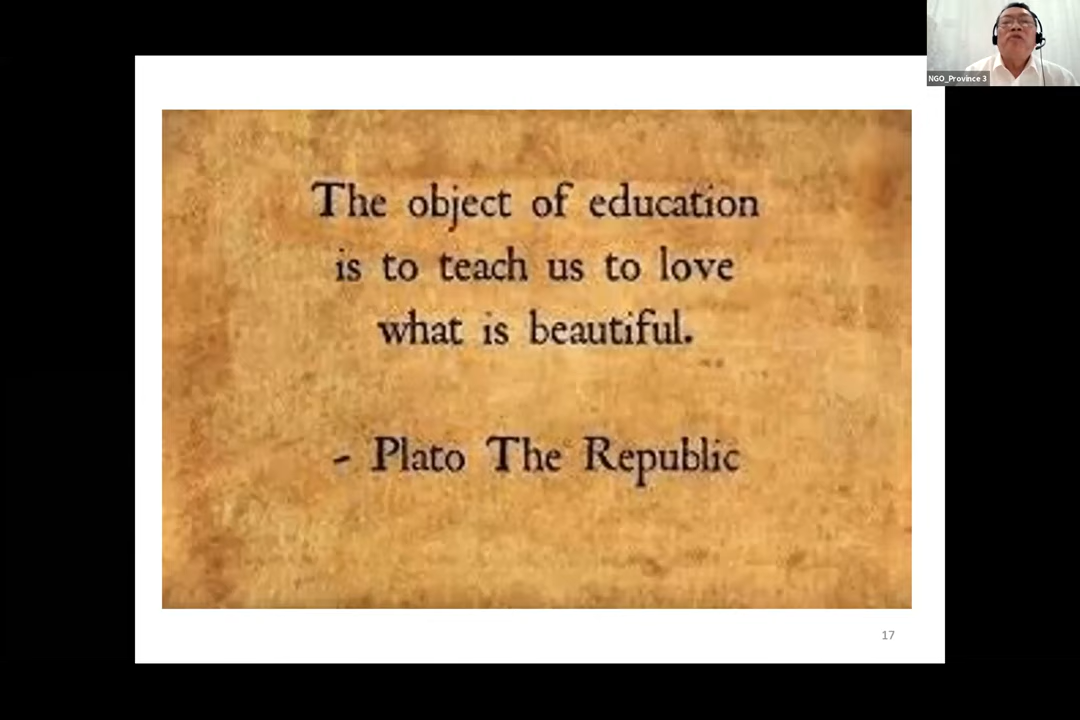 NGO_Province 3
The object of education
is to teach us to love
what is beautiful.
- Plato The Republic
17